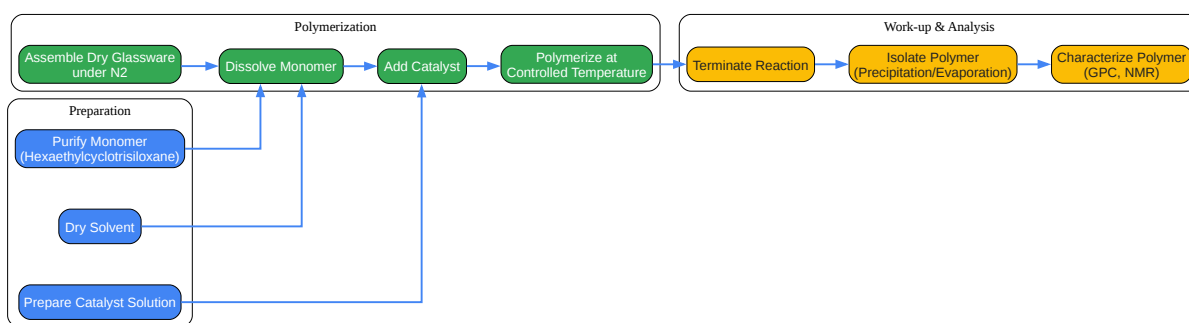 Polymerization
Assemble Dry Glassware
under N2
Dissolve Monomer
Add Catalyst
Polymerize at
Controlled Temperature
Work-up & Analysis
Terminate Reaction
Isolate Polymer
(Precipitation/Evaporation)
Characterize Polymer
(GPC, NMR)
Preparation
Purify Monomer
(Hexaethylcyclotrisiloxane)
Dry Solvent
Prepare Catalyst Solution